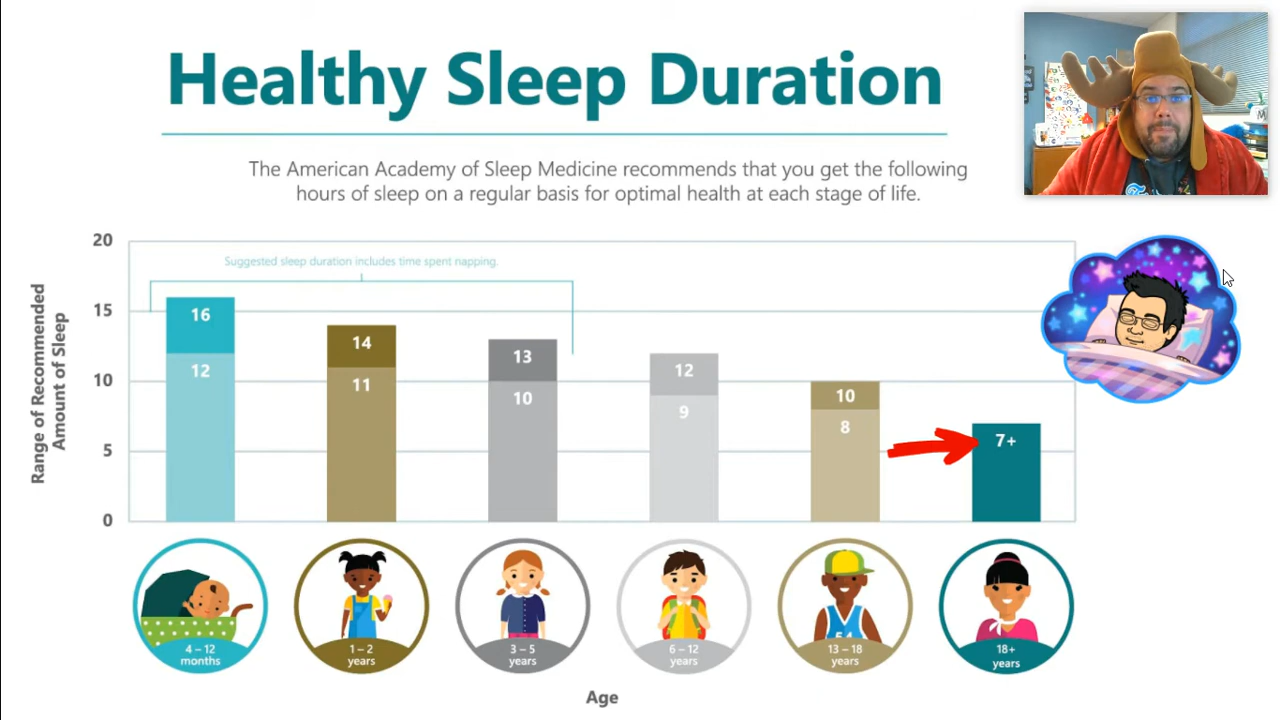 Healthy Sleep Duration
The American Academy of Sleep Medicine recommends that you get the following
hours of sleep on a regular basis for optimal health at each stage of life.
Range of Recommended
Amount of Sleep
20
15
10
5
0
Suggested sleep duration includes time spent napping.
16
12
14
11
13
10
12
9
10
8
7+
4 – 12
months
1 – 2
years
3 – 5
years
6 – 12
years
13 – 18
years
18+
years
Age